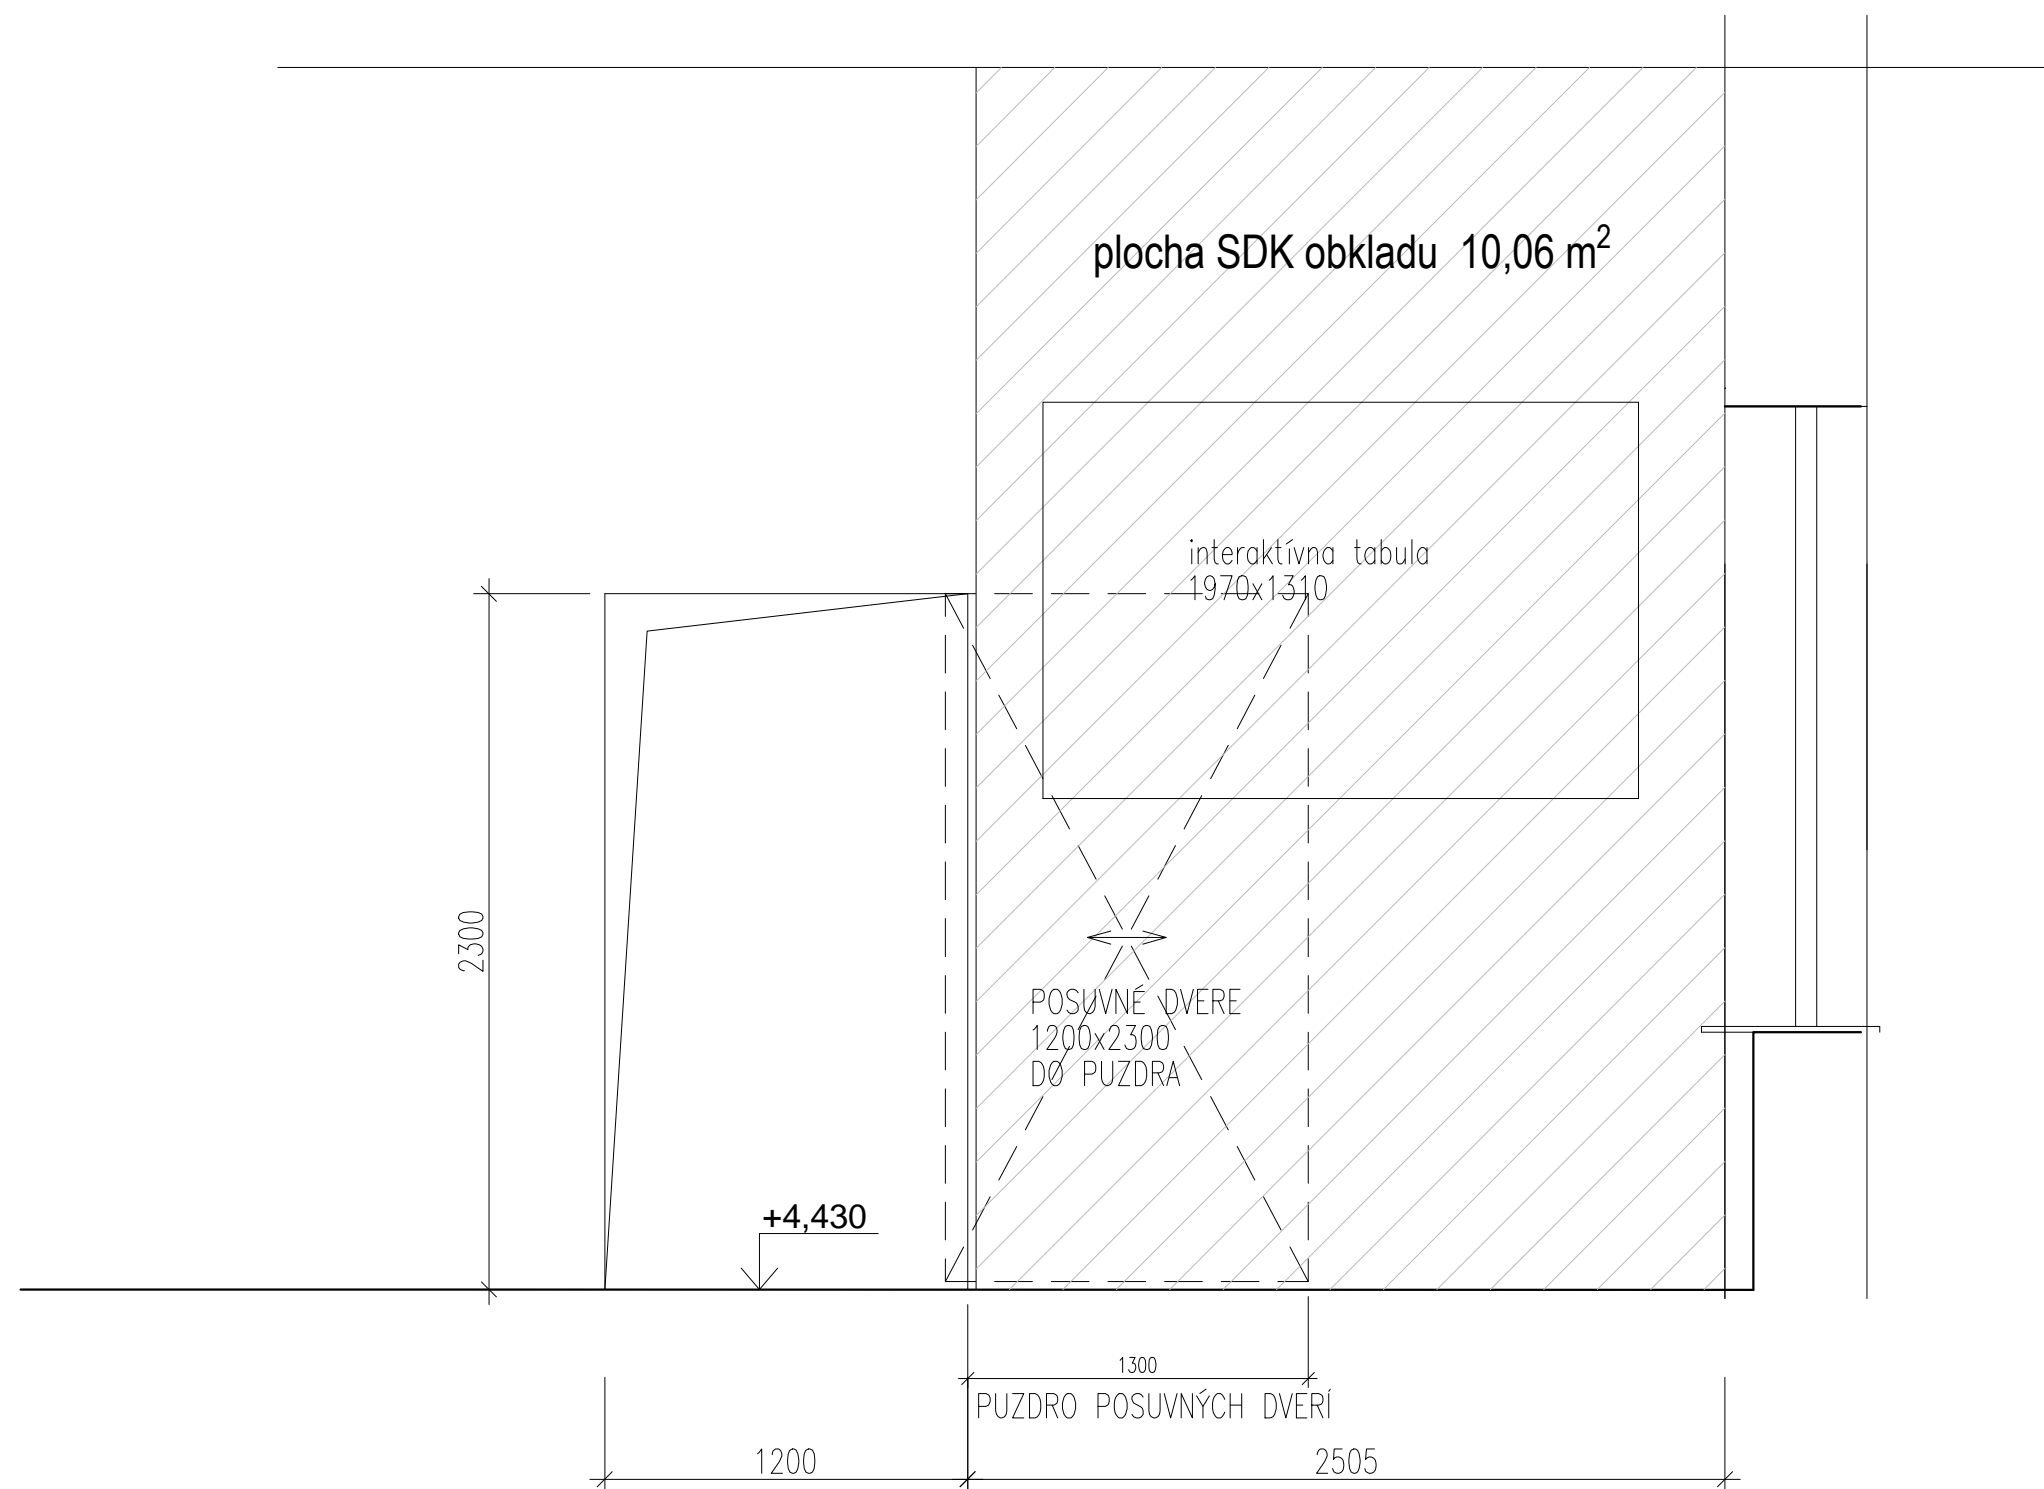 plocha SDK obkladu 10,06 m²
interaktívna tabula
1970x1310
2300
POSUVNÉ DVERE
1200x2300
DO PUZDRA
+4,430
1300
PUZDRO POSUVNÝCH DVERÍ
1200
2505